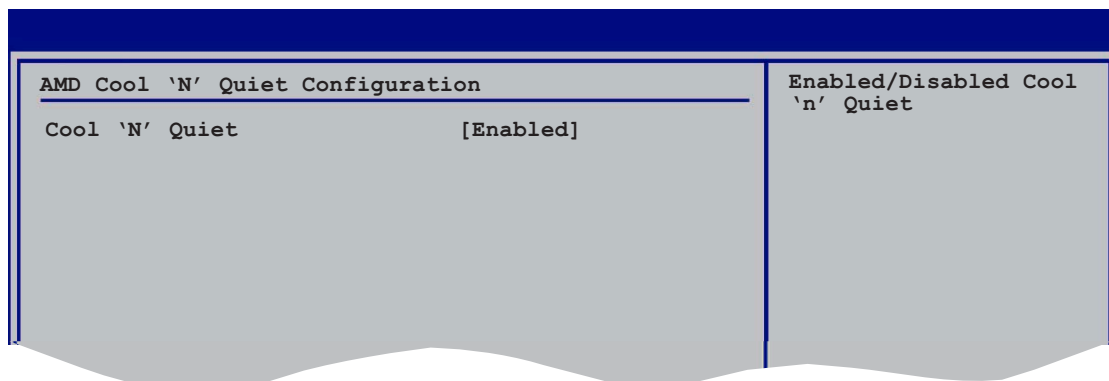 AMD Cool ‘N’ Quiet Configuration
Cool ‘N’ Quiet [Enabled]
Enabled/Disabled Cool
‘n’ Quiet